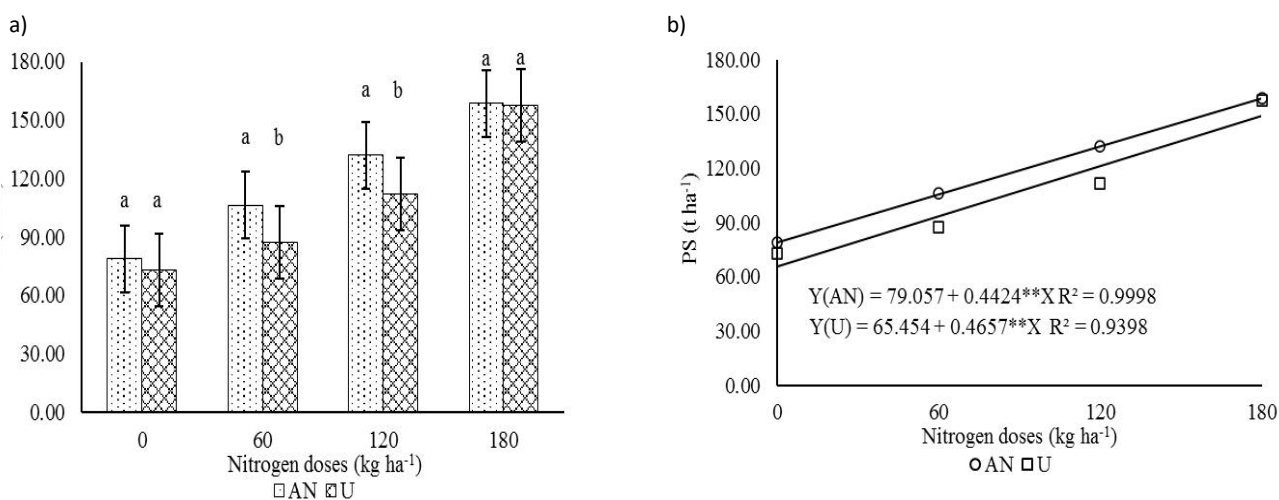 a)
180.00
150.00
120.00
90.00
60.00
30.00
0.00
a a
a b
a b
a a
0 60 120 180
Nitrogen doses (kg ha⁻¹)
AN U
b)
PS (t ha⁻¹)
180.00
150.00
120.00
90.00
60.00
30.00
0.00
Y(AN) = 79.057 + 0.4424**X R² = 0.9998
Y(U) = 65.454 + 0.4657**X R² = 0.9398
0 60 120 180
Nitrogen doses (kg ha⁻¹)
AN U